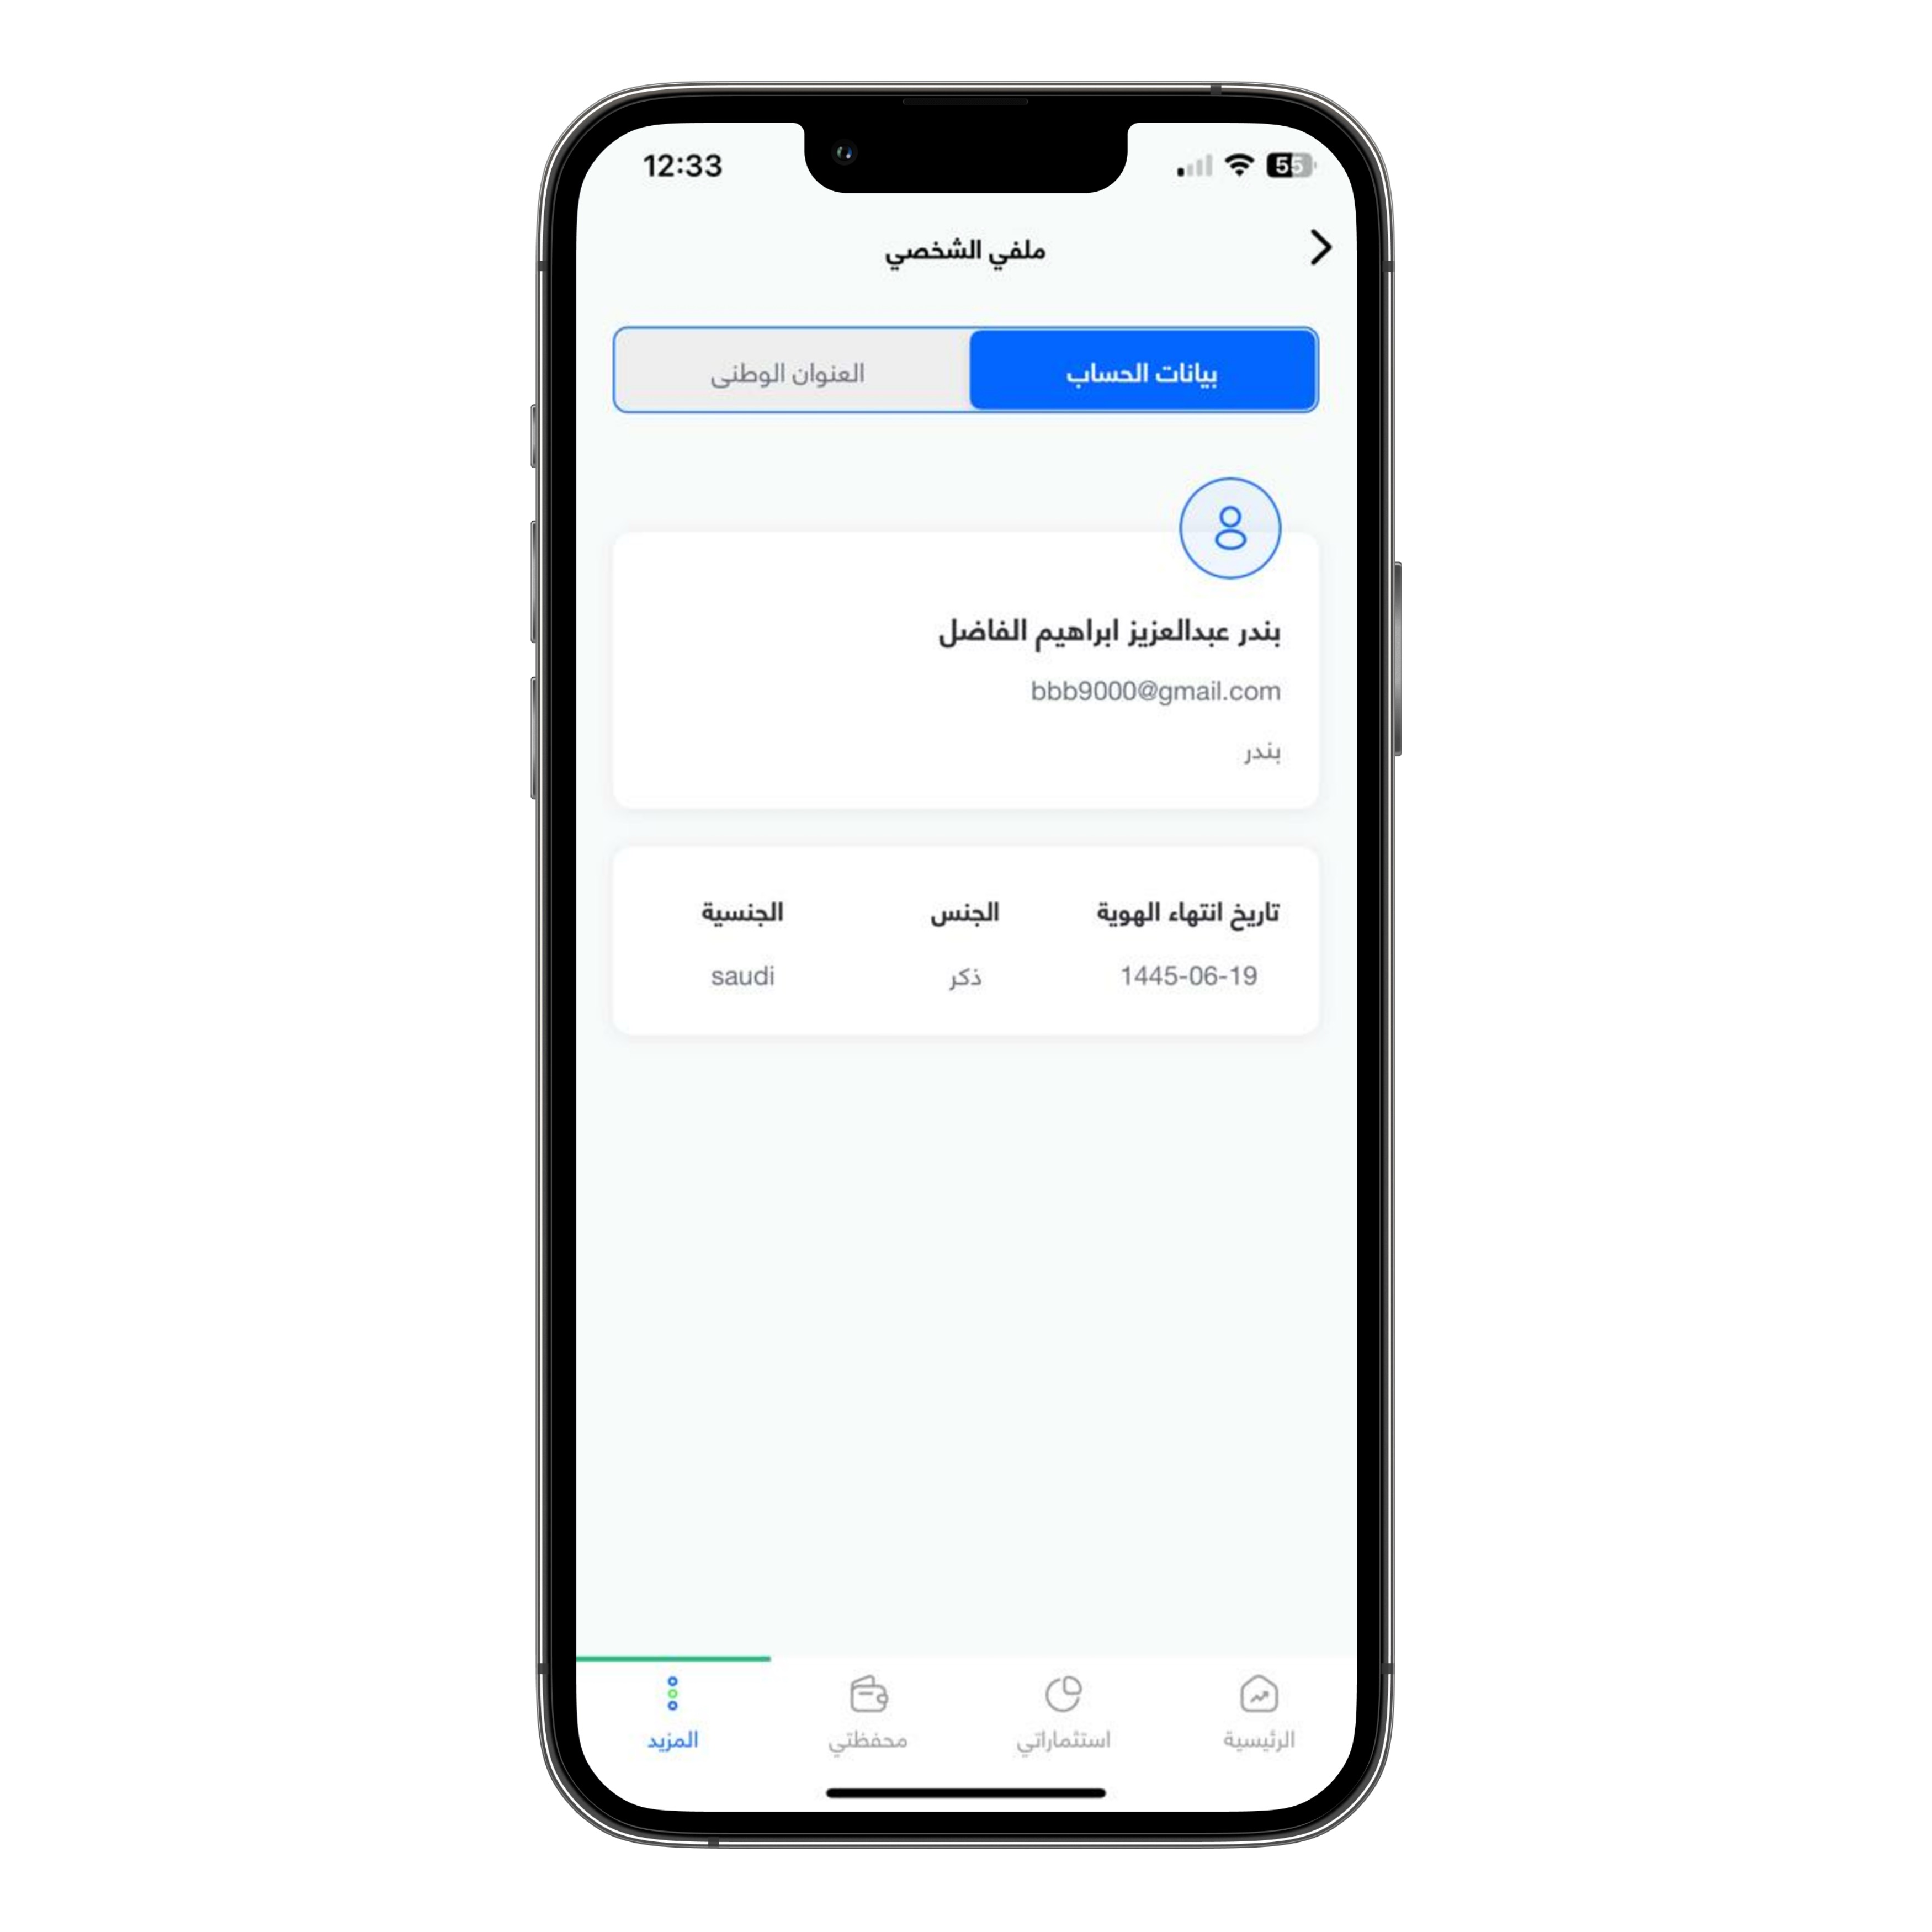 12:33
55
ملفي الشخصي
بيانات الحساب
العنوان الوطنى
بندر عبدالعزيز ابراهيم الفاضل
bbb9000@gmail.com
بندر
تاريخ انتهاء الهوية الجنس الجنسية
1445-06-19 ذكر saudi
الرئيسية استثماراتي محفظتي المزيد